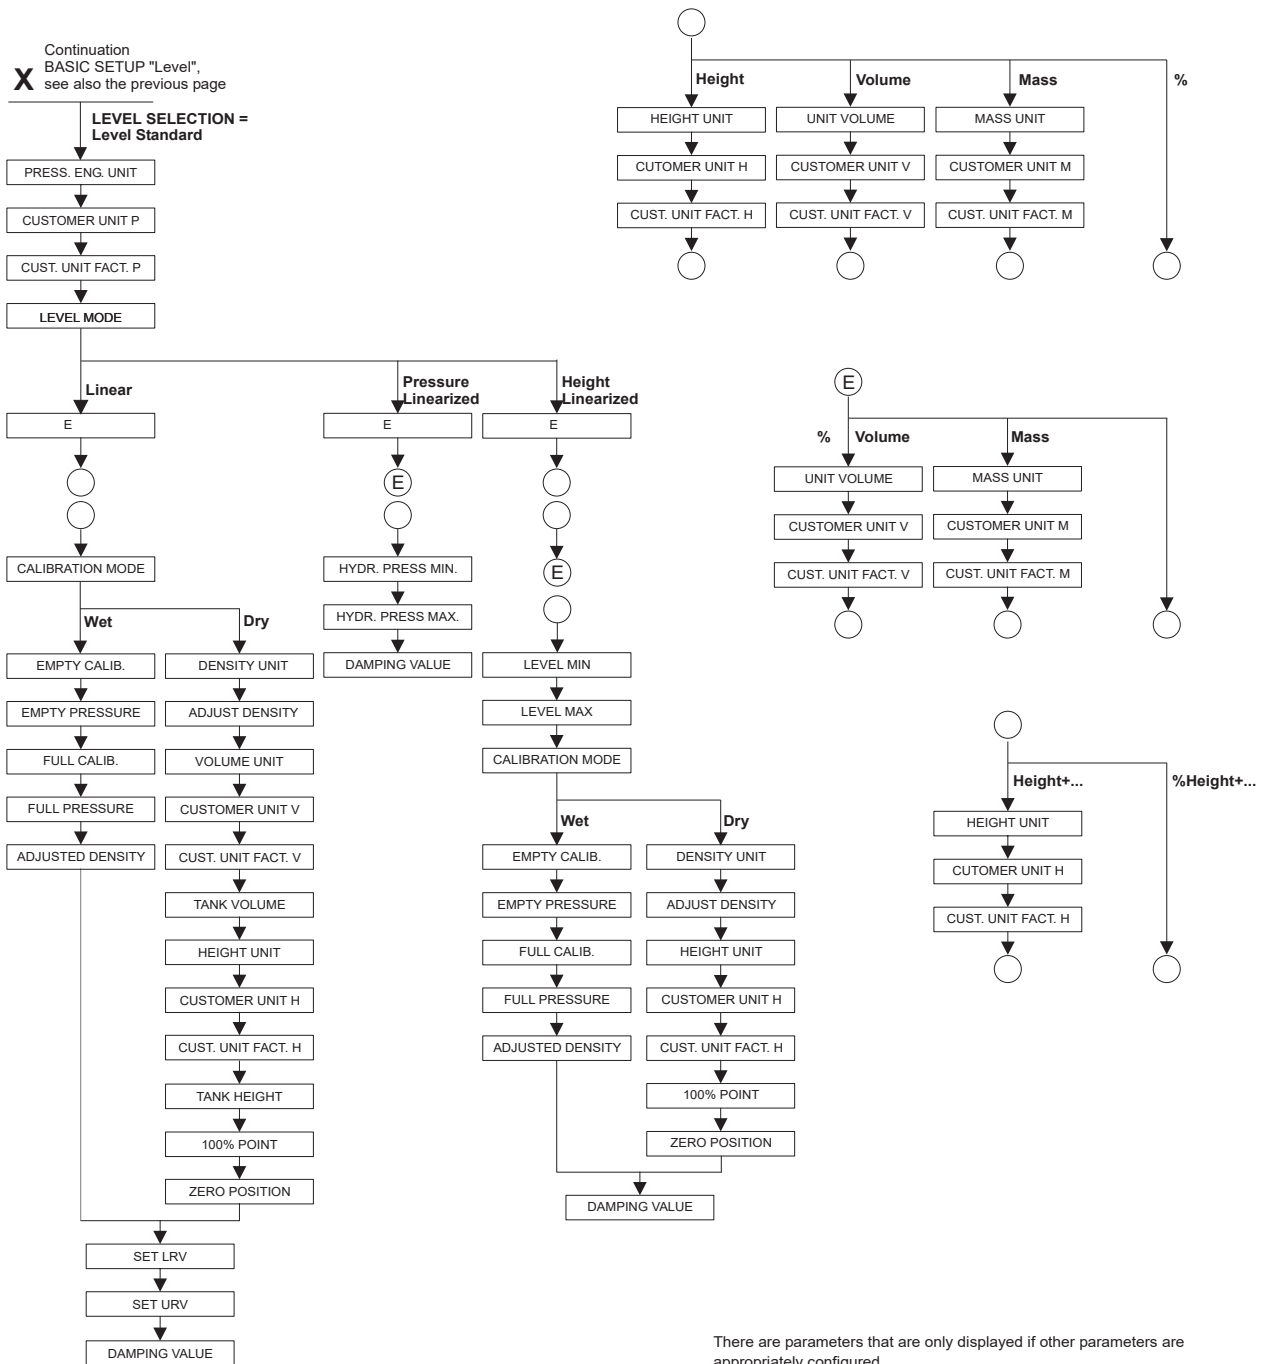 Continuation
BASIC SETUP "Level",
see also the previous page
X
LEVEL SELECTION =
Level Standard
PRESS. ENG. UNIT
CUSTOMER UNIT P
CUST. UNIT FACT. P
LEVEL MODE
Linear
Pressure
Linearized
Height
Linearized
E
E
E
E
CALIBRATION MODE
HYDR. PRESS MIN.
HYDR. PRESS MAX.
DAMPING VALUE
E
LEVEL MIN
LEVEL MAX
CALIBRATION MODE
Wet
Dry
EMPTY CALIB.
EMPTY PRESSURE
FULL CALIB.
FULL PRESSURE
ADJUSTED DENSITY
DENSITY UNIT
ADJUST DENSITY
VOLUME UNIT
CUSTOMER UNIT V
CUST. UNIT FACT. V
TANK VOLUME
HEIGHT UNIT
CUSTOMER UNIT H
CUST. UNIT FACT. H
TANK HEIGHT
100% POINT
ZERO POSITION
SET LRV
SET URV
DAMPING VALUE
Wet
Dry
EMPTY CALIB.
EMPTY PRESSURE
FULL CALIB.
FULL PRESSURE
ADJUSTED DENSITY
DENSITY UNIT
ADJUST DENSITY
HEIGHT UNIT
CUSTOMER UNIT H
CUST. UNIT FACT. H
100% POINT
ZERO POSITION
DAMPING VALUE
Height
Volume
Mass
%
HEIGHT UNIT
UNIT VOLUME
MASS UNIT
CUTOMER UNIT H
CUSTOMER UNIT V
CUSTOMER UNIT M
CUST. UNIT FACT. H
CUST. UNIT FACT. V
CUST. UNIT FACT. M
E
%
Volume
Mass
UNIT VOLUME
MASS UNIT
CUSTOMER UNIT V
CUSTOMER UNIT M
CUST. UNIT FACT. V
CUST. UNIT FACT. M
Height+...
%Height+...
HEIGHT UNIT
CUTOMER UNIT H
CUST. UNIT FACT. H
There are parameters that are only displayed if other parameters are
appropriately configured